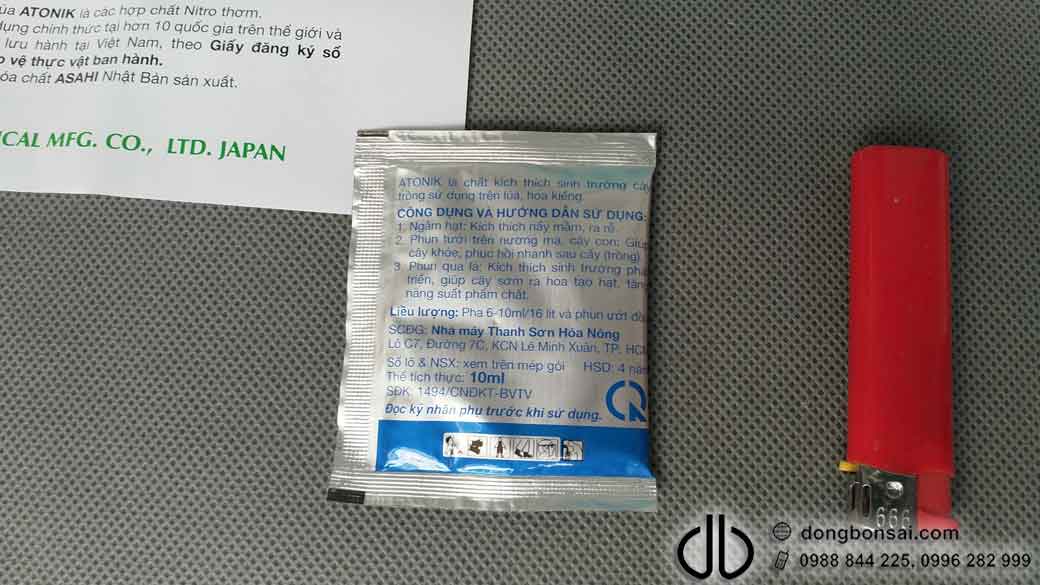 ủa ATONIK là các hợp chất Nitro thơm.
dụng chính thức tại hơn 10 quốc gia trên thế giới và
lưu hành tại Việt Nam, theo Giấy đăng ký số
vệ thực vật ban hành.
óa chất ASAHI Nhật Bản sản xuất.
ICAL MFG. CO., LTD. JAPAN
ATONIK là chất kích thích sinh trưởng cây
trồng sử dụng trên lúa, hoa kiểng.
CÔNG DỤNG VÀ HƯỚNG DẪN SỬ DỤNG:
1. Ngâm hạt: Kích thích nẩy mầm, ra rễ.
2. Phun tưới trên nương mạ, cây con: Giúp
cây khỏe, phục hồi nhanh sau cấy (trồng)
3. Phun qua lá: Kích thích sinh trưởng phá
triển, giúp cây sớm ra hoa tạo hạt, tăn
năng suất phẩm chất.
Liều lượng: Pha 6-10ml/16 lít và phun ướt đề
SCĐG: Nhà máy Thanh Sơn Hóa Nông
Lô C7, Đường 7C, KCN Lê Minh Xuân, TP. HC
Số lô & NSX: xem trên mép gói HSD: 4 nă
Thể tích thực: 10ml
SĐK: 1494/CNĐKT-BVTV
Đọc kỹ nhãn phụ trước khi sử dụng.
10
666
db dongbonsai.com
0988 844 225, 0996 282 999